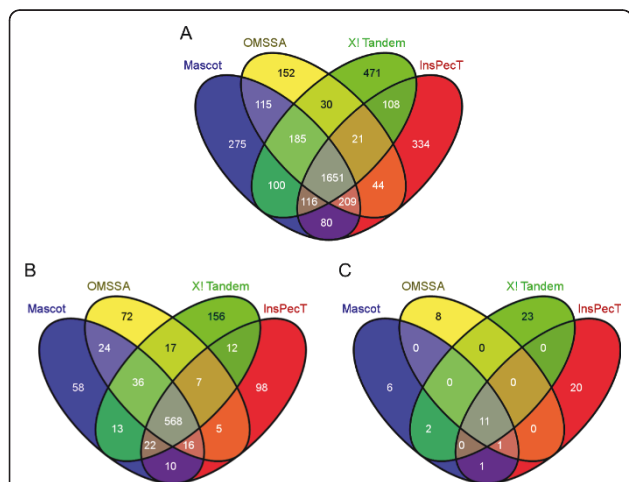 A
OMSSA X! Tandem
Mascot InsPecT
152 471
115 30 108
275 185 21 334
1651
100 44
116 209
80
B
OMSSA X! Tandem
Mascot InsPecT
72 156
24 17 12
58 36 7 98
568
13 5
22 16
10
C
OMSSA X! Tandem
Mascot InsPecT
8 23
0 0 0
6 0 0 20
11
2 0
0 1
1